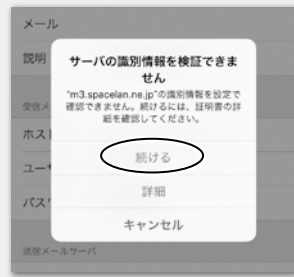 メール
説明
サーバの識別情報を検証できま
せん
"m3.spacelan.ne.jp"の識別情報を設定で
確認できません。続けるには、証明書の詳
細を確認してください。
受信メ
ホス
ユー
パス
続ける
詳細
キャンセル
送信メールサーバ